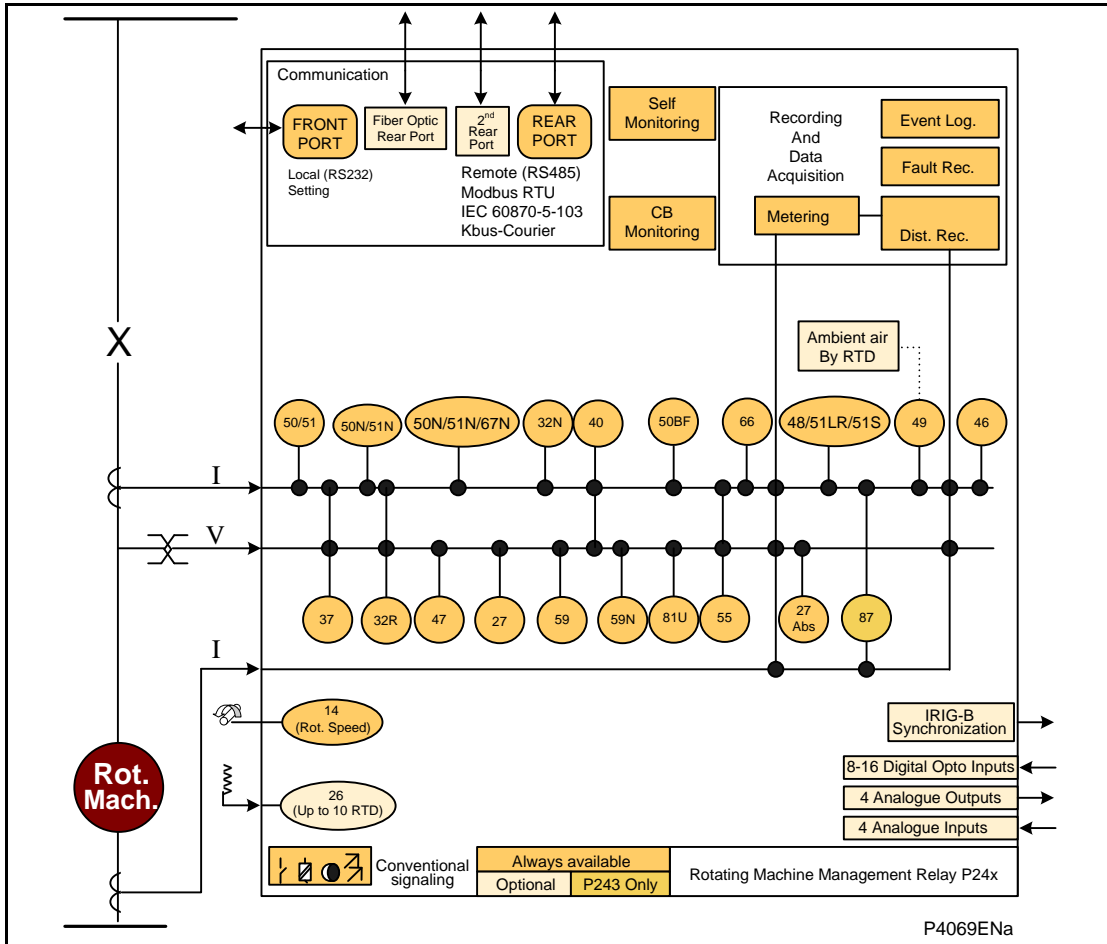 Communication
FRONT
PORT
Fiber Optic
Rear Port
2nd
Rear
Port
REAR
PORT
Local (RS232)
Setting
Remote (RS485)
Modbus RTU
IEC 60870-5-103
Kbus-Courier
Self
Monitoring
CB
Monitoring
Recording
And
Data
Acquisition
Event Log.
Fault Rec.
Metering
Dist. Rec.
X
Ambient air
By RTD
50/51
50N/51N
50N/51N/67N
32N
40
50BF
66
48/51LR/51S
49
46
I
V
37
32R
47
27
59
59N
81U
55
27
Abs
87
I
14
(Rot. Speed)
IRIG-B
Synchronization
Rot.
Mach.
26
(Up to 10 RTD)
8-16 Digital Opto Inputs
4 Analogue Outputs
4 Analogue Inputs
Conventional
signaling
Always available
Optional
P243 Only
Rotating Machine Management Relay P24x
P4069ENa